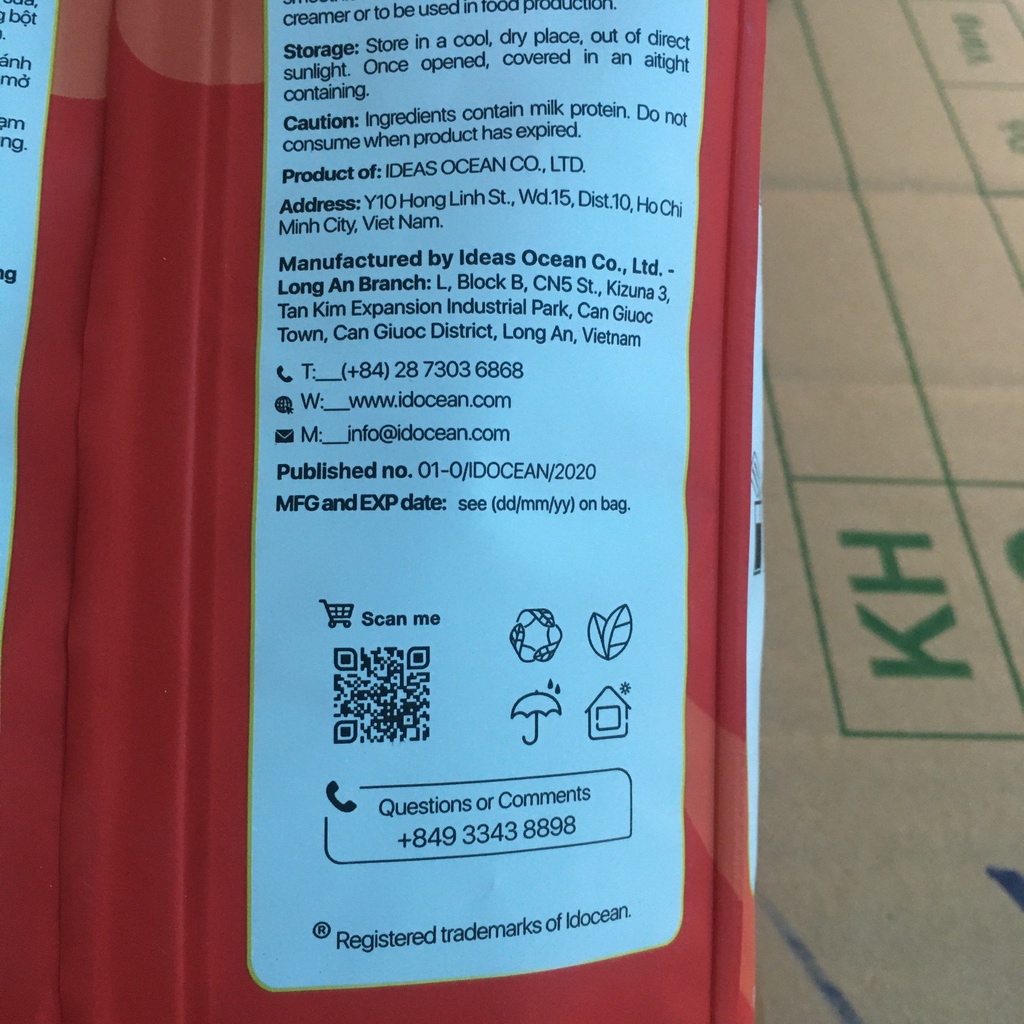 ánh
mở
ng.
ng
creamer or to be used in food production.
Storage: Store in a cool, dry place, out of direct
sunlight. Once opened, covered in an aitight
containing.
Caution: Ingredients contain milk protein. Do not
consume when product has expired.
Product of: IDEAS OCEAN CO., LTD.
Address: Y10 Hong Linh St., Wd.15, Dist.10, Ho Chi
Minh City, Viet Nam.
Manufactured by Ideas Ocean Co., Ltd. -
Long An Branch: L, Block B, CN5 St., Kizuna 3,
Tan Kim Expansion Industrial Park, Can Giuoc
Town, Can Giuoc District, Long An, Vietnam
T:__(+84) 28 7303 6868
W:__www.idocean.com
M:__info@idocean.com
Published no. 01-0/IDOCEAN/2020
MFG and EXP date: see (dd/mm/yy) on bag.
Scan me
Questions or Comments
+849 3343 8898
® Registered trademarks of Idocean.
KH